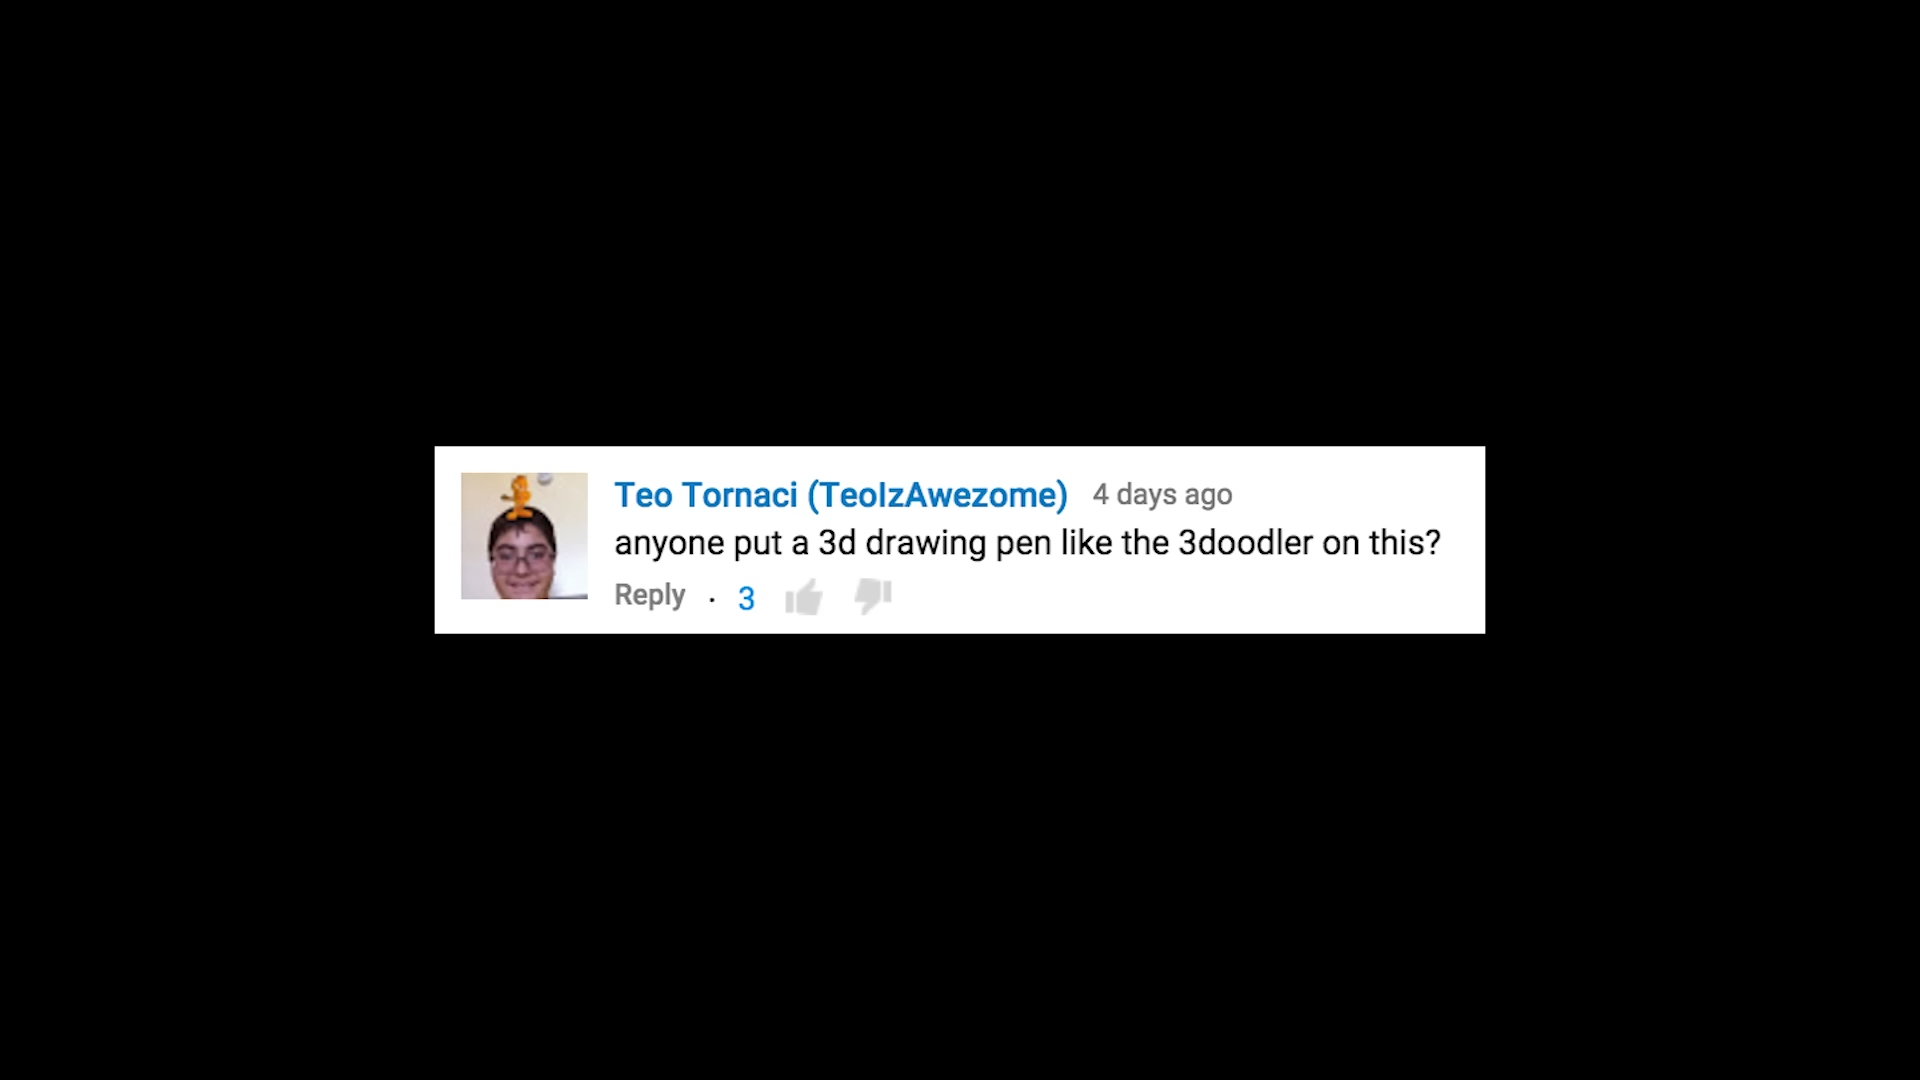 Teo Tornaci (TeoIzAwezome) 4 days ago
anyone put a 3d drawing pen like the 3doodler on this?
Reply · 3